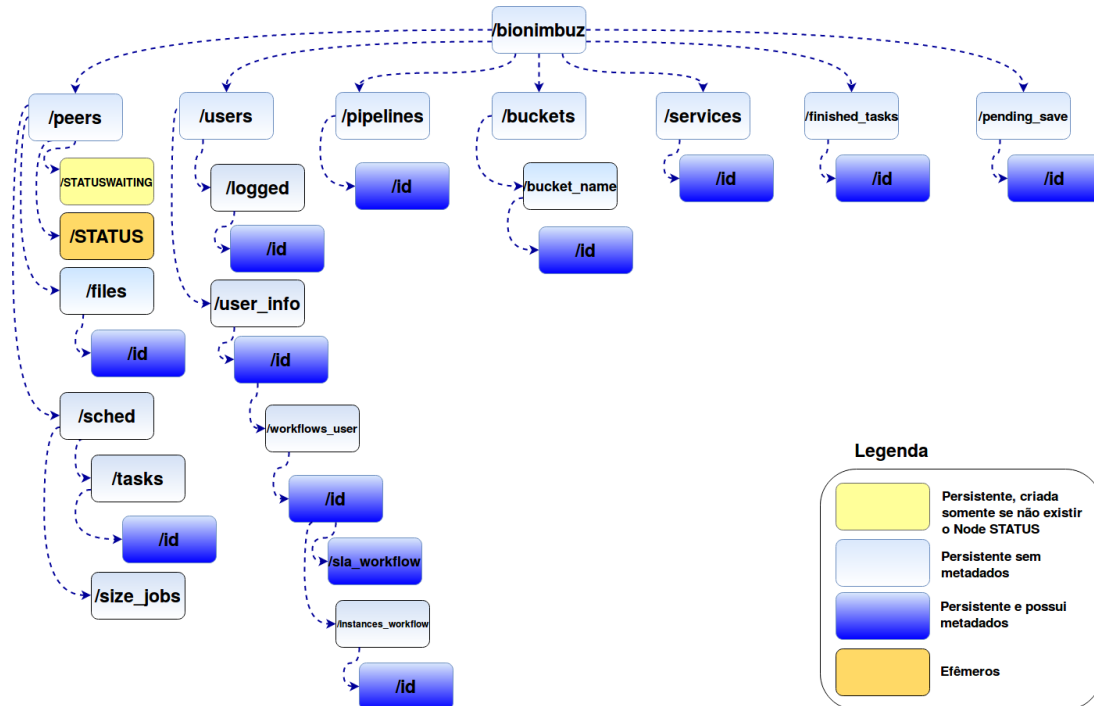 /bionimbuz
/peers
/users
/pipelines
/buckets
/services
/finished_tasks
/pending_save
/STATUSWAITING
/STATUS
/files
/id
/sched
/tasks
/id
/size_jobs
/logged
/id
/user_info
/id
/workflows_user
/id
/sla_workflow
/instances_workflow
/id
/id
/bucket_name
/id
/id
/id
/id
Legenda
Persistente, criada
somente se não existir
o Node STATUS
Persistente sem
metadados
Persistente e possui
metadados
Efêmeros